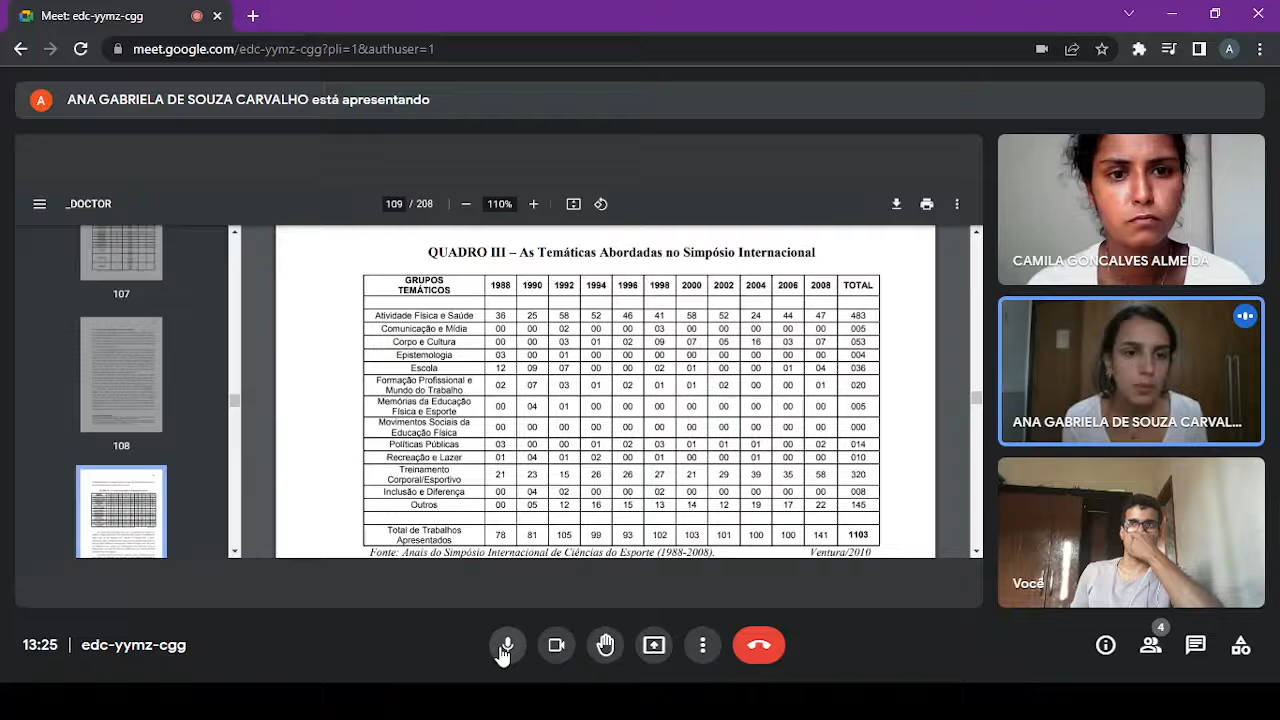 Meet: edc-yymz-cgg
meet.google.com/edc-yymz-cgg?pli=1&authuser=1
A
A ANA GABRIELA DE SOUZA CARVALHO está apresentando
_DOCTOR 109 / 208 110%
107
108
QUADRO III – As Temáticas Abordadas no Simpósio Internacional
GRUPOS TEMÁTICOS 1988 1990 1992 1994 1996 1998 2000 2002 2004 2006 2008 TOTAL
Atividade Física e Saúde 36 25 58 52 46 41 58 52 24 44 47 483
Comunicação e Mídia 00 00 02 00 00 03 00 00 00 00 00 005
Corpo e Cultura 00 00 03 01 02 09 07 05 16 03 07 053
Epistemologia 03 00 01 00 00 00 00 00 00 00 00 004
Escola 12 09 07 00 00 02 01 00 00 01 04 036
Formação Profissional e Mundo do Trabalho 02 07 03 01 02 01 01 02 00 00 01 020
Memórias da Educação Física e Esporte 00 04 01 00 00 00 00 00 00 00 00 005
Movimentos Sociais da Educação Física 00 00 00 00 00 00 00 00 00 00 00 000
Políticas Públicas 03 00 00 01 02 03 01 01 01 00 02 014
Recreação e Lazer 01 04 01 02 00 01 00 00 01 00 00 010
Treinamento Corporal/Esportivo 21 23 15 26 26 27 21 29 39 35 58 320
Inclusão e Diferença 00 04 02 00 00 02 00 00 00 00 00 008
Outros 00 05 12 16 15 13 14 12 19 17 22 145
Total de Trabalhos Apresentados 78 81 105 99 93 102 103 101 100 100 141 1103
Fonte: Anais do Simpósio Internacional de Ciências do Esporte (1988-2008). Ventura/2010
CAMILA GONCALVES ALMEIDA
ANA GABRIELA DE SOUZA CARVAL...
Você
13:25 edc-yymz-cgg
4